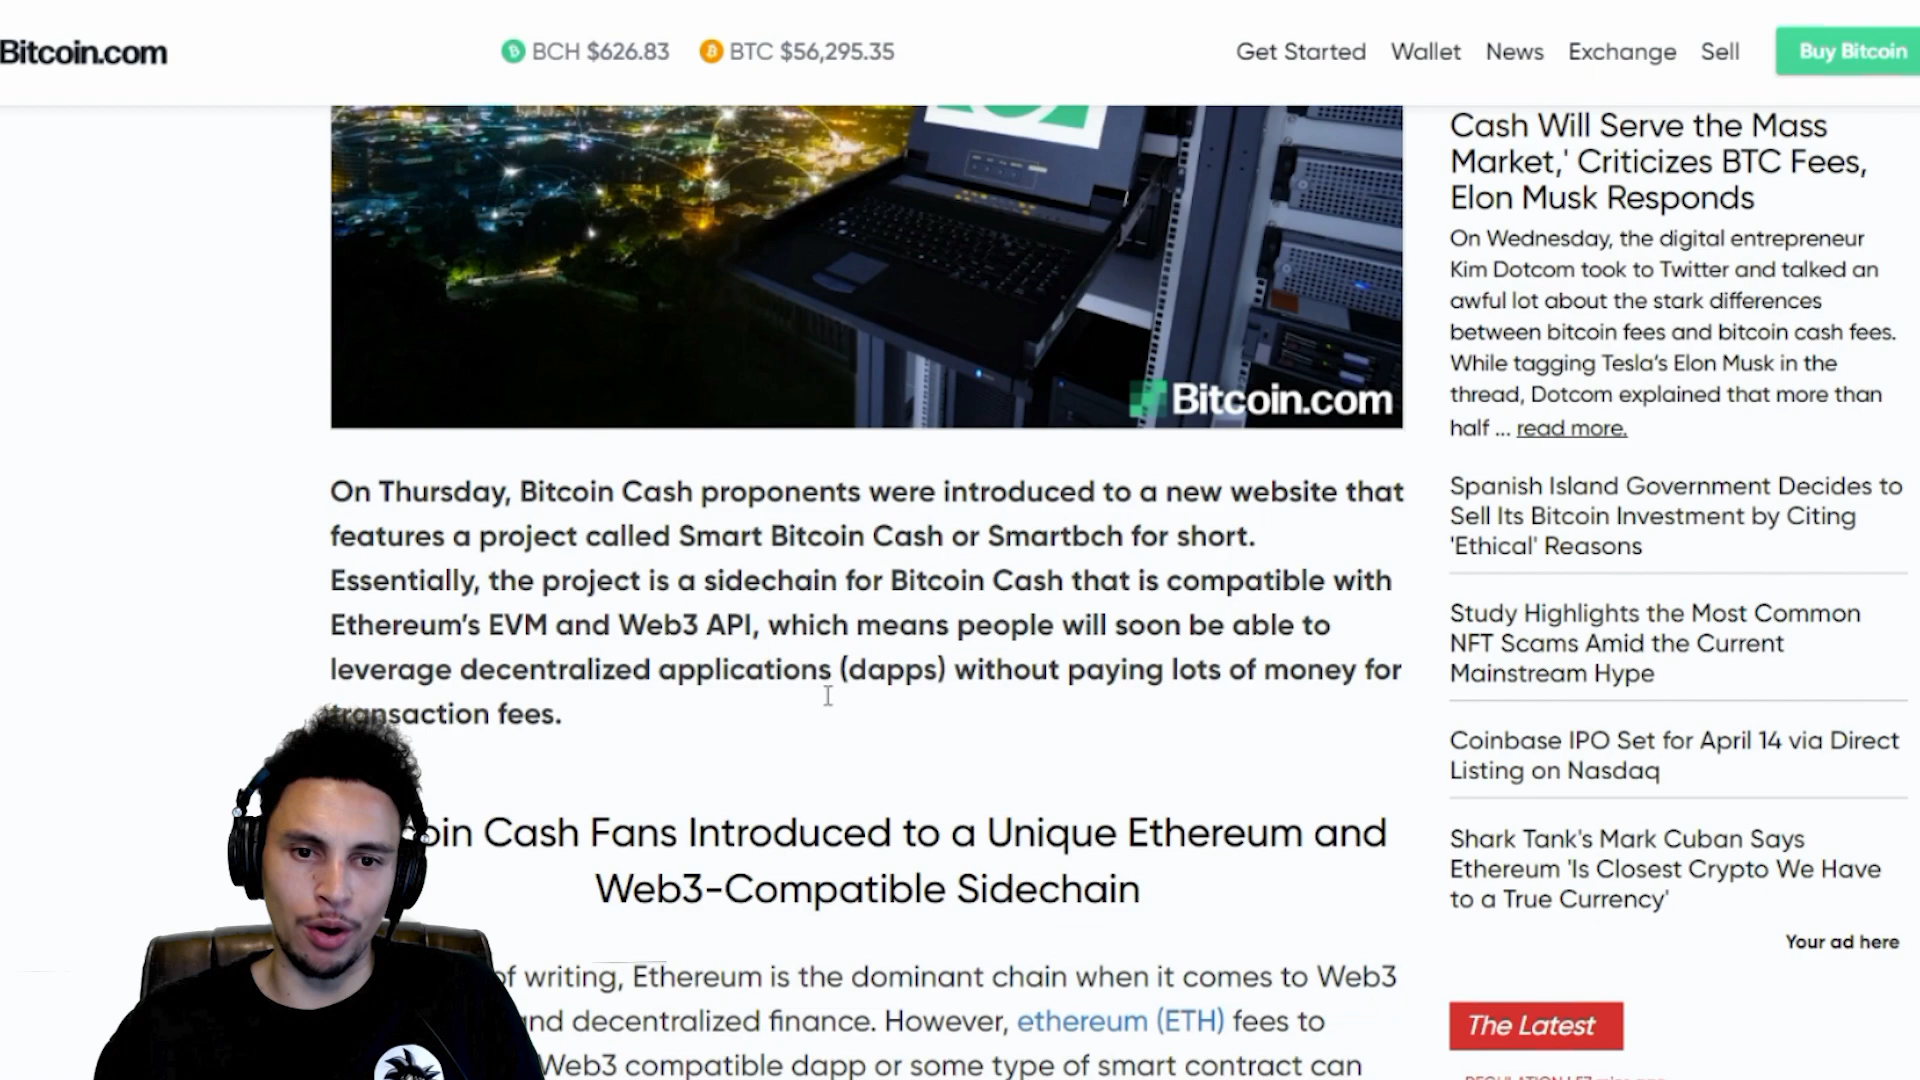 Bitcoin.com
BCH $626.83
BTC $56,295.35
Get Started
Wallet
News
Exchange
Sell
Buy Bitcoin
Bitcoin.com
On Thursday, Bitcoin Cash proponents were introduced to a new website that
features a project called Smart Bitcoin Cash or Smartbch for short.
Essentially, the project is a sidechain for Bitcoin Cash that is compatible with
Ethereum's EVM and Web3 API, which means people will soon be able to
leverage decentralized applications (dapps) without paying lots of money for
transaction fees.
Cash Fans Introduced to a Unique Ethereum and
Web3-Compatible Sidechain
of writing, Ethereum is the dominant chain when it comes to Web3
and decentralized finance. However, ethereum (ETH) fees to
Web3 compatible dapp or some type of smart contract can
Cash Will Serve the Mass
Market,' Criticizes BTC Fees,
Elon Musk Responds
On Wednesday, the digital entrepreneur
Kim Dotcom took to Twitter and talked an
awful lot about the stark differences
between bitcoin fees and bitcoin cash fees.
While tagging Tesla's Elon Musk in the
thread, Dotcom explained that more than
half ... read more.
Spanish Island Government Decides to
Sell Its Bitcoin Investment by Citing
'Ethical' Reasons
Study Highlights the Most Common
NFT Scams Amid the Current
Mainstream Hype
Coinbase IPO Set for April 14 via Direct
Listing on Nasdaq
Shark Tank's Mark Cuban Says
Ethereum 'Is Closest Crypto We Have
to a True Currency'
Your ad here
The Latest